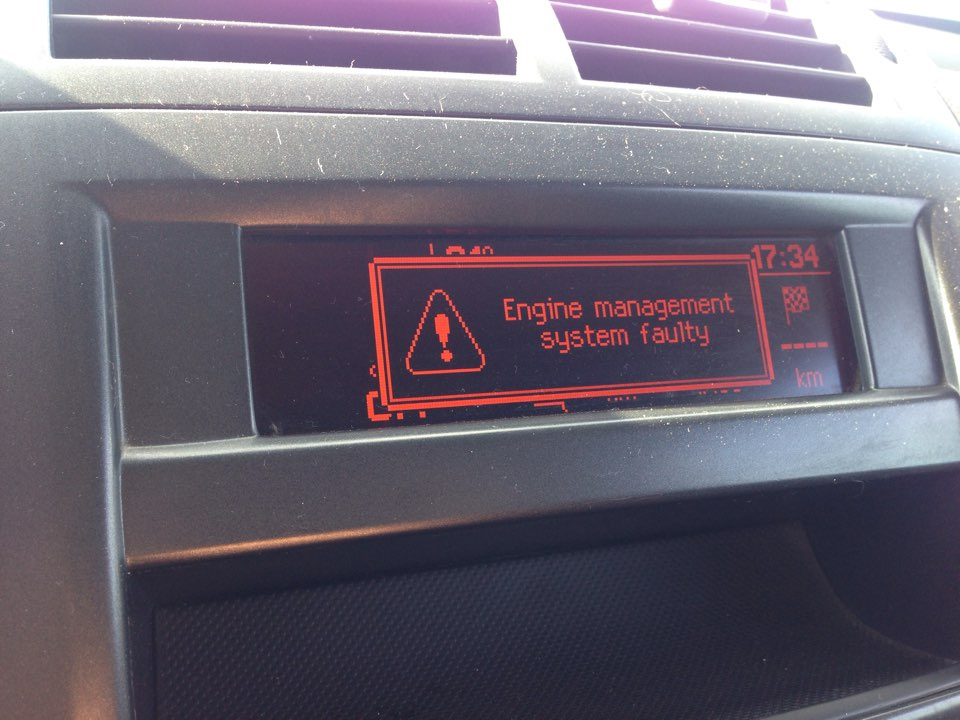 17:34
Engine management
system faulty
----
km